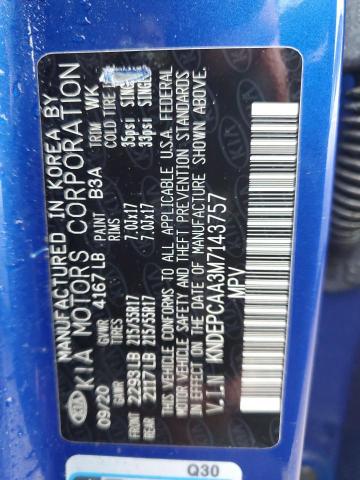 MANUFACTURED IN KOREA BY
KIA KIA MOTORS CORPORATION
09/20 GVWR 4167LB PAINT B3A TRIM WK
GAWR TIRES RIMS COLD TIRE
2293LB 215/55R17 7.0JX17 35psi
2117LB 215/55R17 7.0JX17 33psi
THIS VEHICLE CONFORMS TO ALL APPLICABLE U.S.A. FEDERAL
MOTOR VEHICLE SAFETY AND THEFT PREVENTION STANDARDS
IN EFFECT ON THE DATE OF MANUFACTURE SHOWN ABOVE.
V.I.N KNDEPCAA3M7143757
MPV
Q30